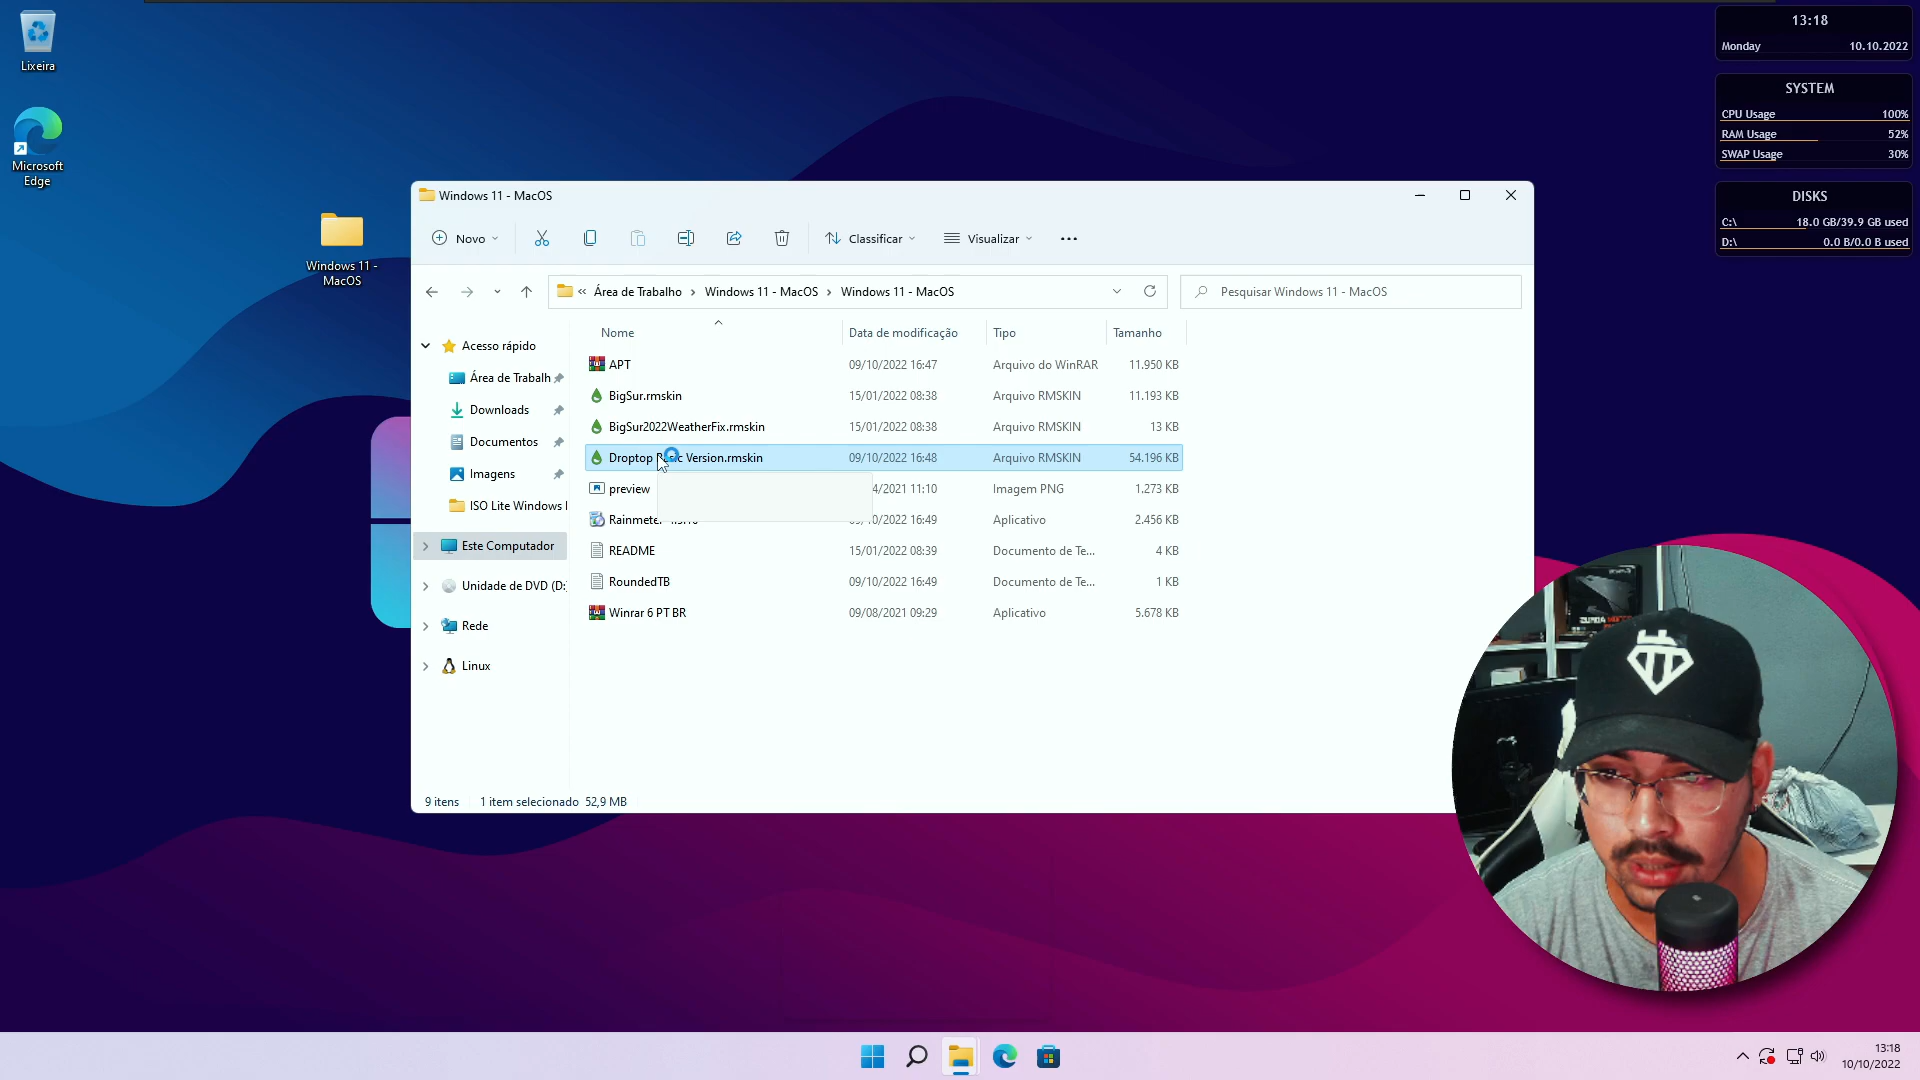 Lixeira
Microsoft
Edge
Windows 11 -
MacOS
13:18
Monday 10.10.2022
SYSTEM
CPU Usage 100%
RAM Usage 52%
SWAP Usage 30%
DISKS
C:\ 18.0 GB/39.9 GB used
D:\ 0.0 B/0.0 B used
Windows 11 - MacOS
Novo Classificar Visualizar
« Área de Trabalho › Windows 11 - MacOS › Windows 11 - MacOS
Pesquisar Windows 11 - MacOS
Nome Data de modificação Tipo Tamanho
Acesso rápido
Área de Trabalh
Downloads
Documentos
Imagens
ISO Lite Windows
Este Computador
Unidade de DVD (D:
Rede
Linux
APT 09/10/2022 16:47 Arquivo do WinRAR 11.950 KB
BigSur.rmskin 15/01/2022 08:38 Arquivo RMSKIN 11.193 KB
BigSur2022WeatherFix.rmskin 15/01/2022 08:38 Arquivo RMSKIN 13 KB
Droptop Version.rmskin 09/10/2022 16:48 Arquivo RMSKIN 54.196 KB
preview 4/2021 11:10 Imagem PNG 1.273 KB
Rainmeter /2022 16:49 Aplicativo 2.456 KB
README 15/01/2022 08:39 Documento de Te... 4 KB
RoundedTB 09/10/2022 16:49 Documento de Te... 1 KB
Winrar 6 PT BR 09/08/2021 09:29 Aplicativo 5.678 KB
9 itens 1 item selecionado 52,9 MB
13:18
10/10/2022